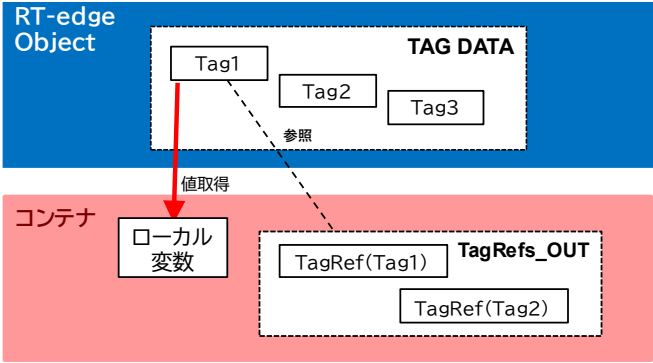 RT-edge
Object
TAG DATA
Tag1
Tag2
Tag3
参照
値取得
コンテナ
ローカル
変数
TagRefs_OUT
TagRef(Tag1)
TagRef(Tag2)